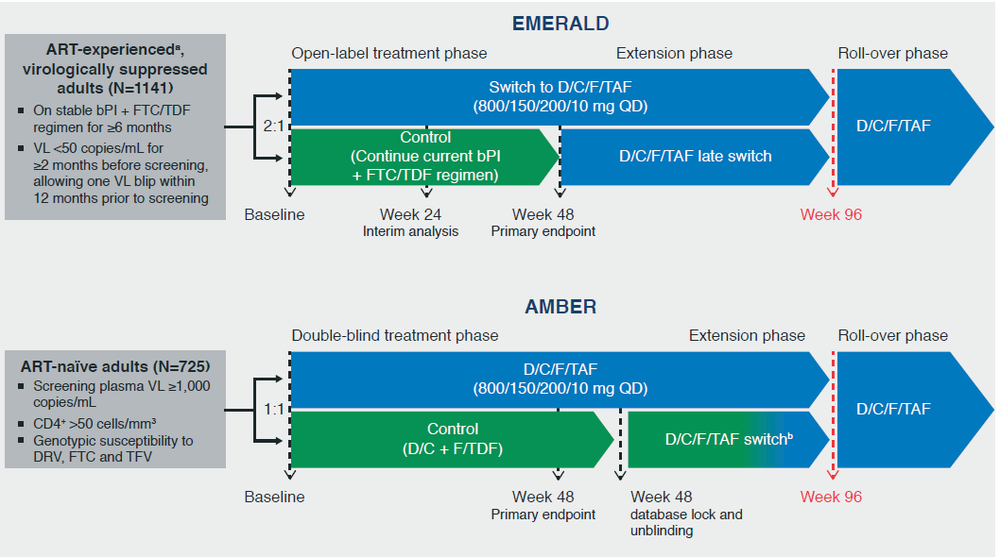 EMERALD
ART-experiencedª,
virologically suppressed
adults (N=1141)
▪ On stable bPI + FTC/TDF
regimen for ≥6 months
▪ VL <50 copies/mL for
≥2 months before screening,
allowing one VL blip within
12 months prior to screening
2:1
Open-label treatment phase
Extension phase
Roll-over phase
Switch to D/C/F/TAF
(800/150/200/10 mg QD)
Control
(Continue current bPI
+ FTC/TDF regimen)
D/C/F/TAF late switch
D/C/F/TAF
Baseline
Week 24
Interim analysis
Week 48
Primary endpoint
Week 96
AMBER
ART-naïve adults (N=725)
▪ Screening plasma VL ≥1,000
copies/mL
▪ CD4⁺ >50 cells/mm³
▪ Genotypic susceptibility to
DRV, FTC and TFV
1:1
Double-blind treatment phase
Extension phase
Roll-over phase
D/C/F/TAF
(800/150/200/10 mg QD)
Control
(D/C + F/TDF)
D/C/F/TAF switchᵇ
D/C/F/TAF
Baseline
Week 48
Primary endpoint
Week 48
database lock and
unblinding
Week 96